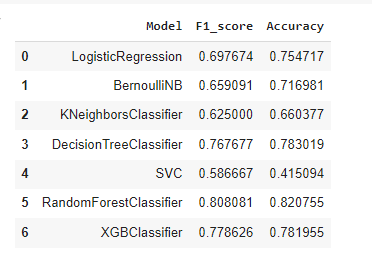 Model F1_score Accuracy
0 LogisticRegression 0.697674 0.754717
1 BernoulliNB 0.659091 0.716981
2 KNeighborsClassifier 0.625000 0.660377
3 DecisionTreeClassifier 0.767677 0.783019
4 SVC 0.586667 0.415094
5 RandomForestClassifier 0.808081 0.820755
6 XGBClassifier 0.778626 0.781955